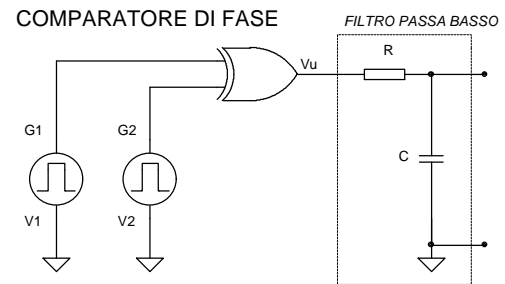 COMPARATORE DI FASE
FILTRO PASSA BASSO
R
Vu
G1
G2
C
V1
V2